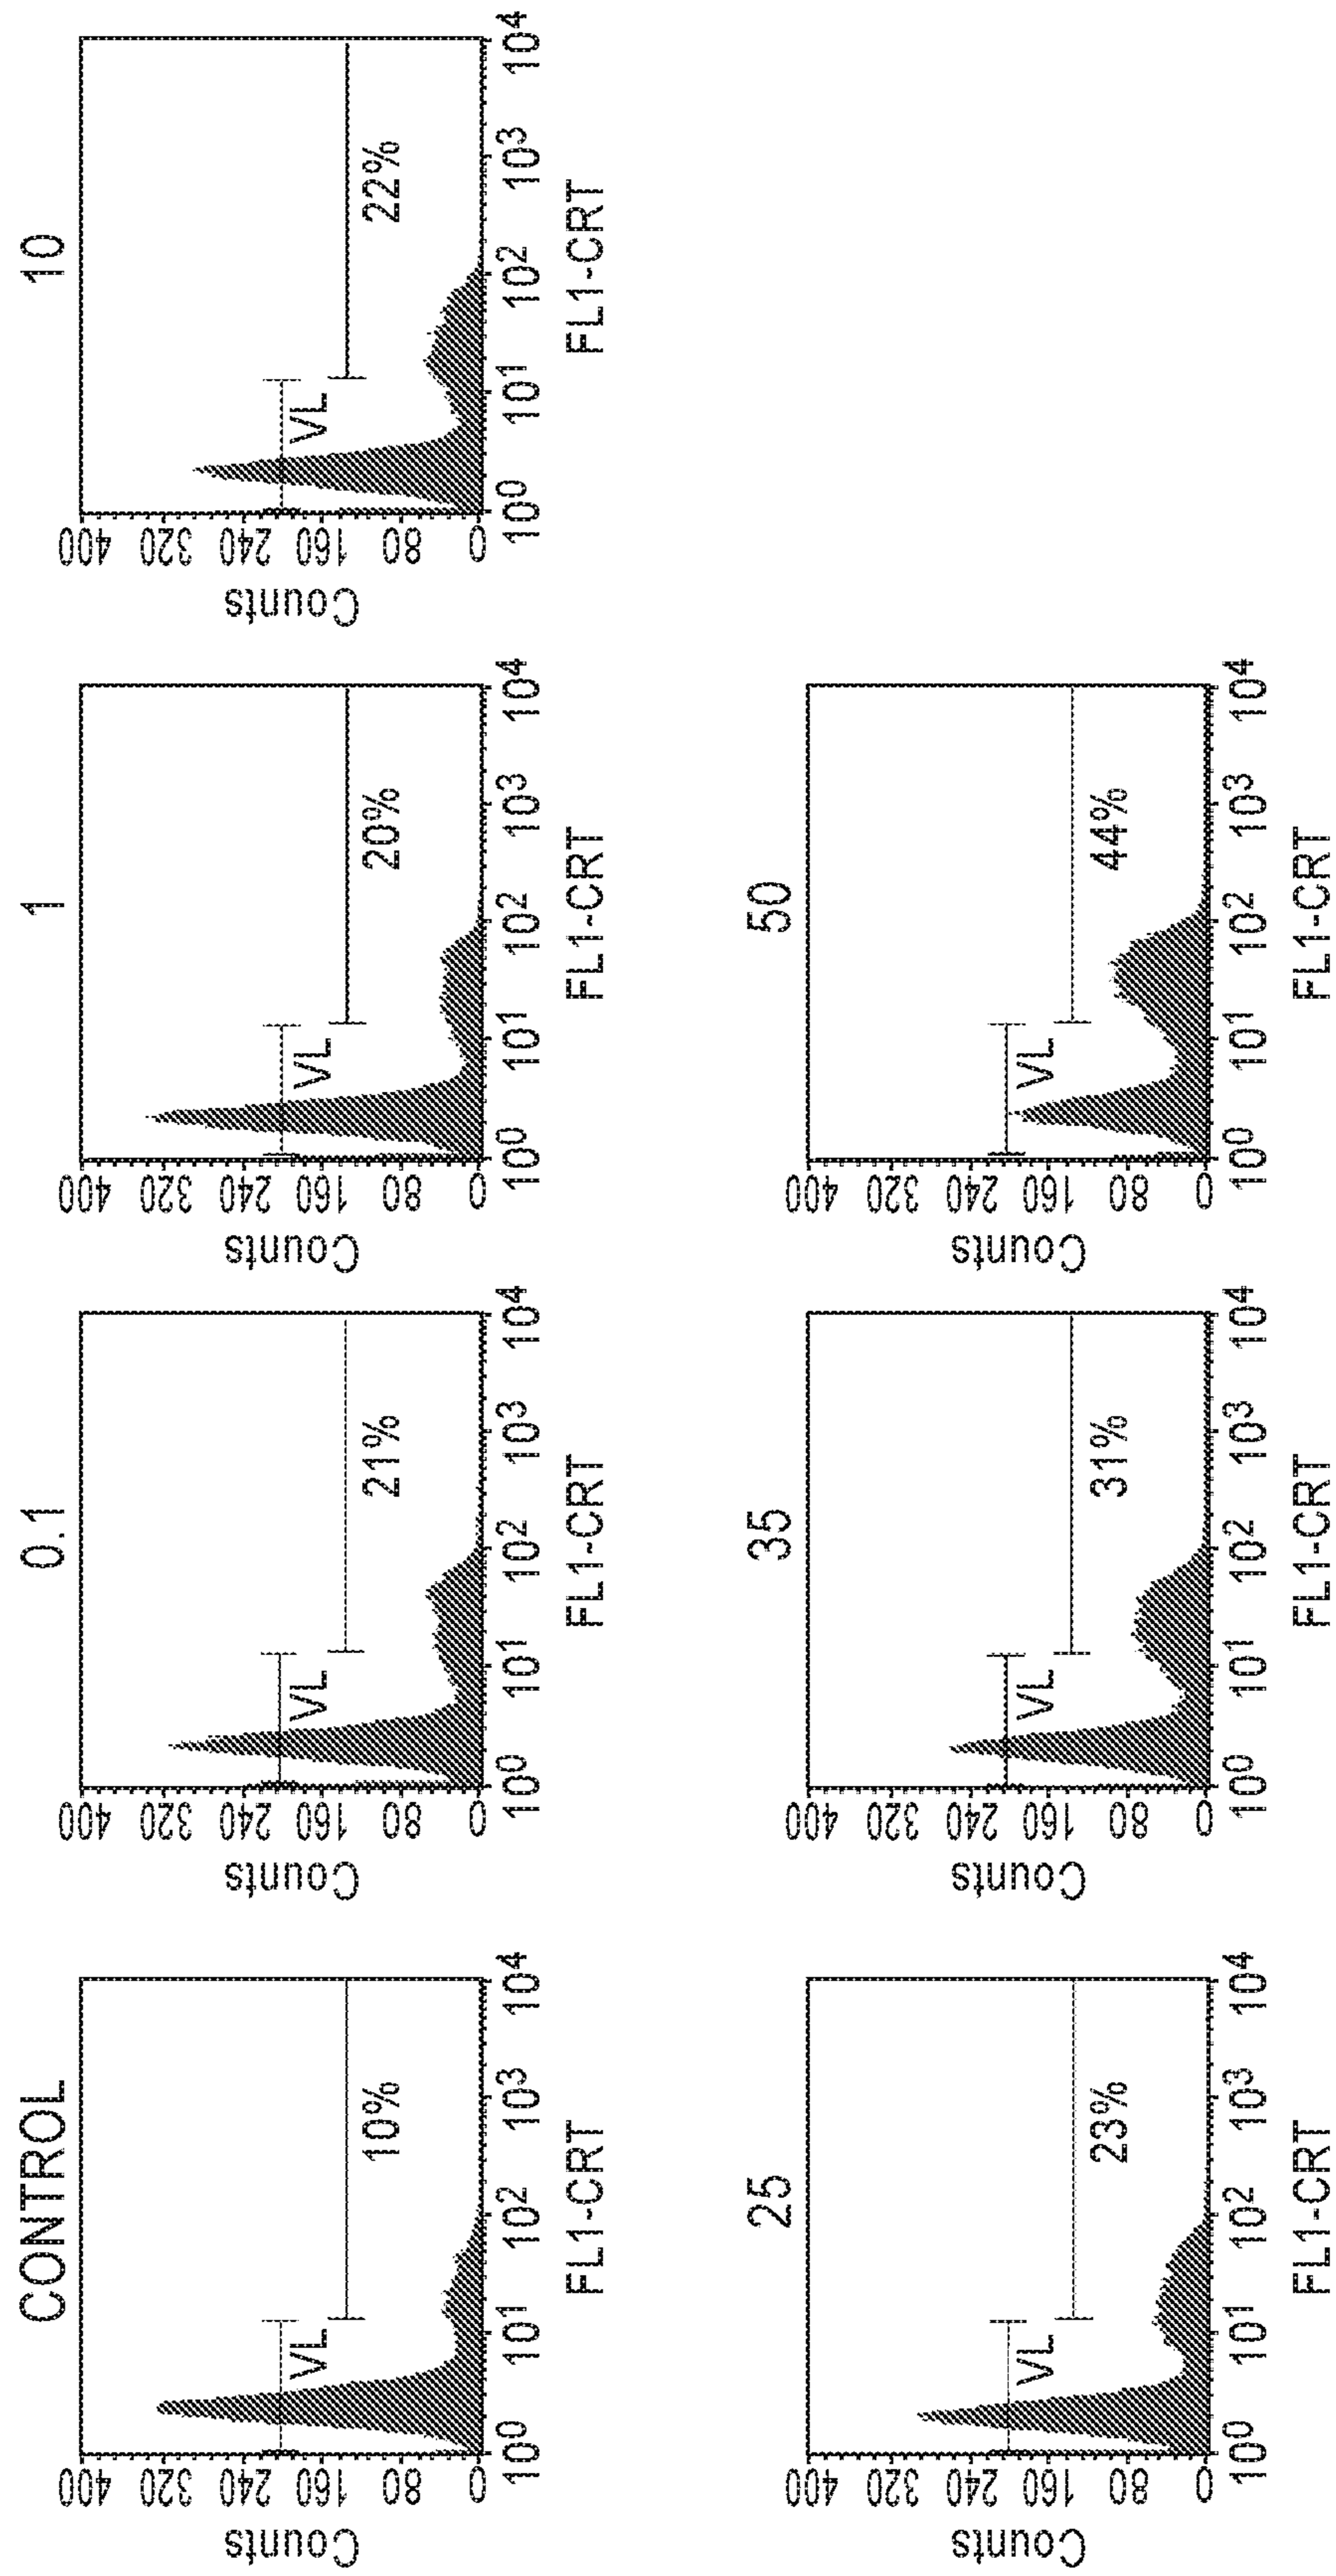 CONTROL
400
320
240
160
80
0
Counts
VL
10%
10⁰ 10¹ 10² 10³ 10⁴
FL1-CRT
0.1
400
320
240
160
80
0
Counts
VL
21%
10⁰ 10¹ 10² 10³ 10⁴
FL1-CRT
1
400
320
240
160
80
0
Counts
VL
20%
10⁰ 10¹ 10² 10³ 10⁴
FL1-CRT
10
400
320
240
160
80
0
Counts
VL
22%
10⁰ 10¹ 10² 10³ 10⁴
FL1-CRT
25
400
320
240
160
80
0
Counts
VL
23%
10⁰ 10¹ 10² 10³ 10⁴
FL1-CRT
35
400
320
240
160
80
0
Counts
VL
31%
10⁰ 10¹ 10² 10³ 10⁴
FL1-CRT
50
400
320
240
160
80
0
Counts
VL
44%
10⁰ 10¹ 10² 10³ 10⁴
FL1-CRT